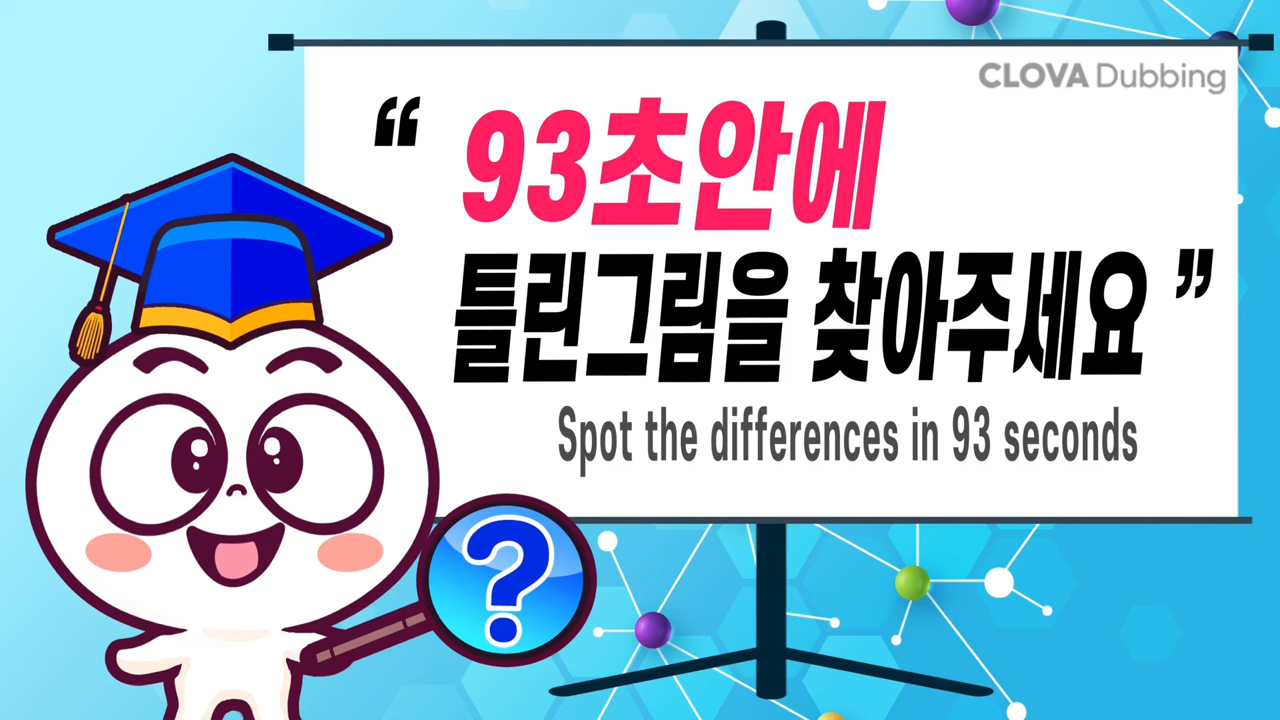 CLOVA Dubbing
“ 93초안에
틀린그림을 찾아주세요 ”
Spot the differences in 93 seconds
?